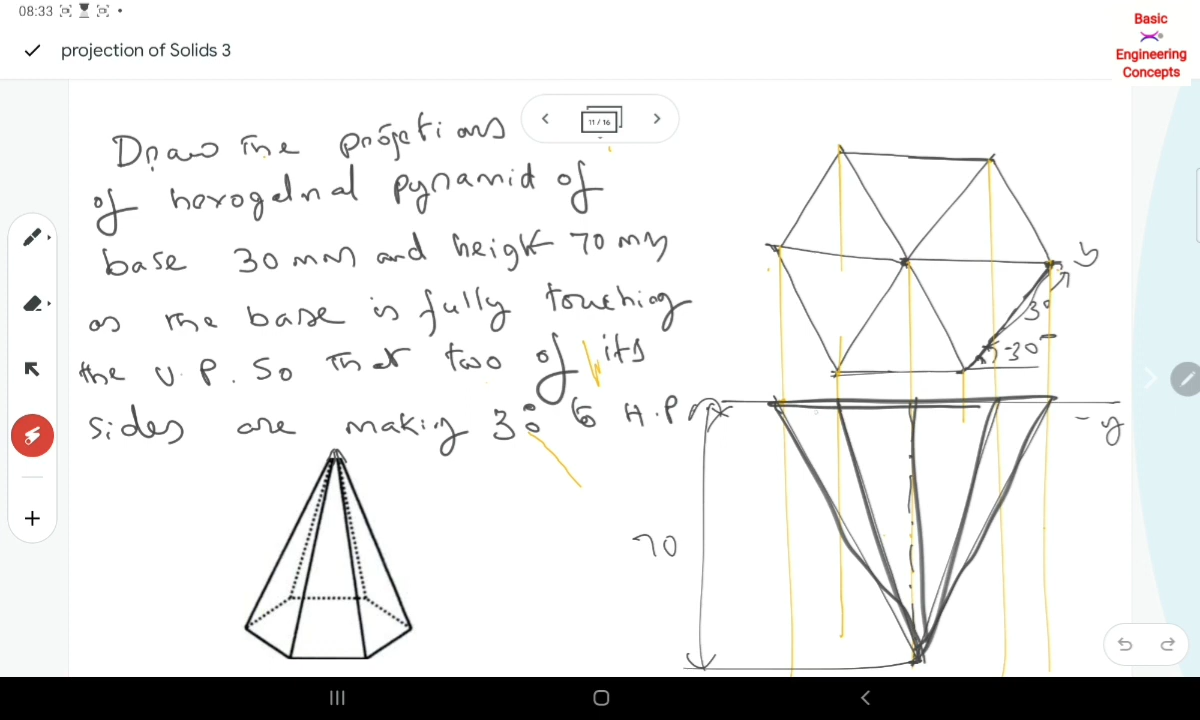 08:33
projection of Solids 3
Basic
Engineering
Concepts
11 / 16
Draw The projetions
of hexogelnal pyramid of
base 30 mm and height 70 mm
as the base is fully touching
the V.P. So That two of its
sides are making 30 to H.P
b
30
30
- y
70